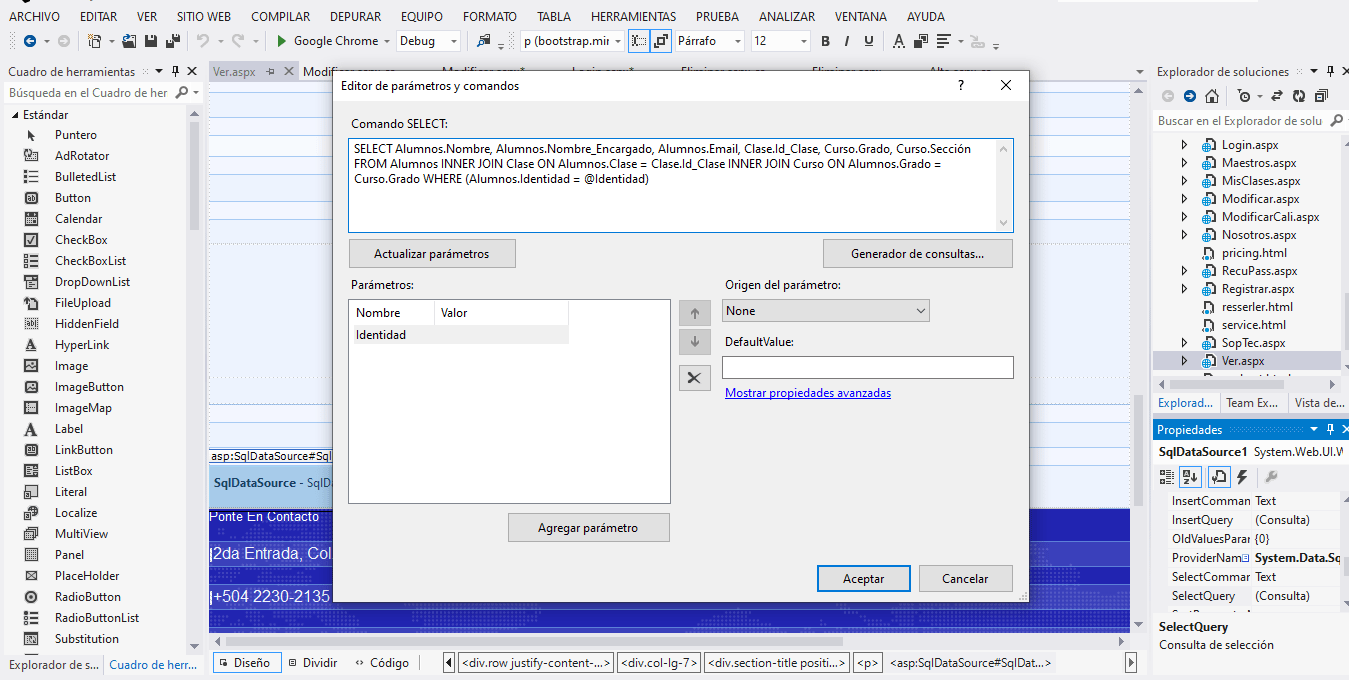 ARCHIVO EDITAR VER SITIO WEB COMPILAR DEPURAR EQUIPO FORMATO TABLA HERRAMIENTAS PRUEBA ANALIZAR VENTANA AYUDA
Google Chrome Debug p (bootstrap.mir Párrafo 12 B I U A
Cuadro de herramientas
Búsqueda en el Cuadro de her
Estándar
Puntero
AdRotator
BulletedList
Button
Calendar
CheckBox
CheckBoxList
DropDownList
FileUpload
HiddenField
HyperLink
Image
ImageButton
ImageMap
Label
LinkButton
ListBox
Literal
Localize
MultiView
Panel
PlaceHolder
RadioButton
RadioButtonList
Substitution
Explorador de s... Cuadro de herr...
Ver.aspx
asp:SqlDataSource#Sql
SqlDataSource - SqlDa
Ponte En Contacto
2da Entrada, Col
+504 2230-2135
Editor de parámetros y comandos ?
Comando SELECT:
SELECT Alumnos.Nombre, Alumnos.Nombre_Encargado, Alumnos.Email, Clase.Id_Clase, Curso.Grado, Curso.Sección
FROM Alumnos INNER JOIN Clase ON Alumnos.Clase = Clase.Id_Clase INNER JOIN Curso ON Alumnos.Grado =
Curso.Grado WHERE (Alumnos.Identidad = @Identidad)
Actualizar parámetros Generador de consultas...
Parámetros:
Nombre Valor
Identidad
Origen del parámetro:
None
DefaultValue:
Mostrar propiedades avanzadas
Agregar parámetro
Aceptar Cancelar
Diseño Dividir Código <div.row justify-content-...> <div.col-lg-7> <div.section-title positi...> <p> <asp:SqlDataSource#SqlDat...>
Explorador de soluciones
Buscar en el Explorador de solu
Login.aspx
Maestros.aspx
MisClases.aspx
Modificar.aspx
ModificarCali.aspx
Nosotros.aspx
pricing.html
RecuPass.aspx
Registrar.aspx
resserler.html
service.html
SopTec.aspx
Ver.aspx
Explorad... Team Ex... Vista de...
Propiedades
SqlDataSource1 System.Web.UI.W
InsertComman Text
InsertQuery (Consulta)
OldValuesParar {0}
ProviderNam System.Data.Sq
SelectCommar Text
SelectQuery (Consulta)
SelectQuery
Consulta de selección